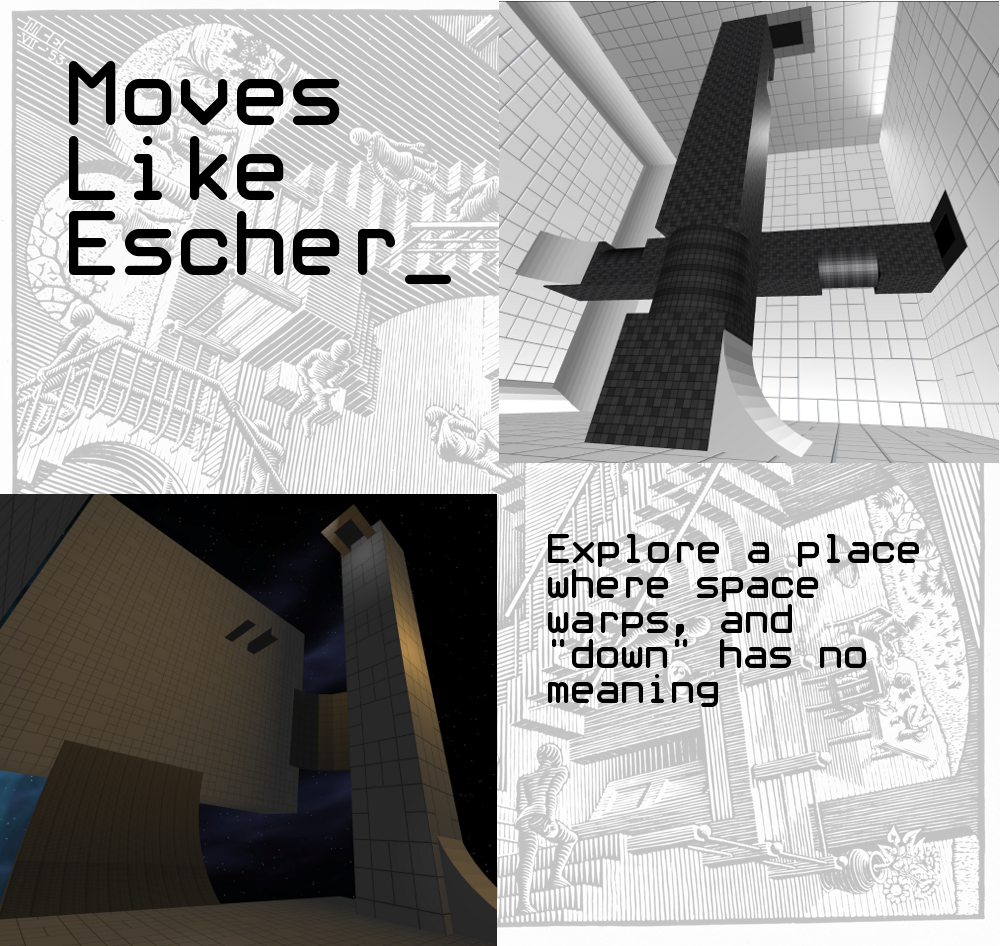 Moves
Like
Escher_
Explore a place
where space
warps, and
"down" has no
meaning